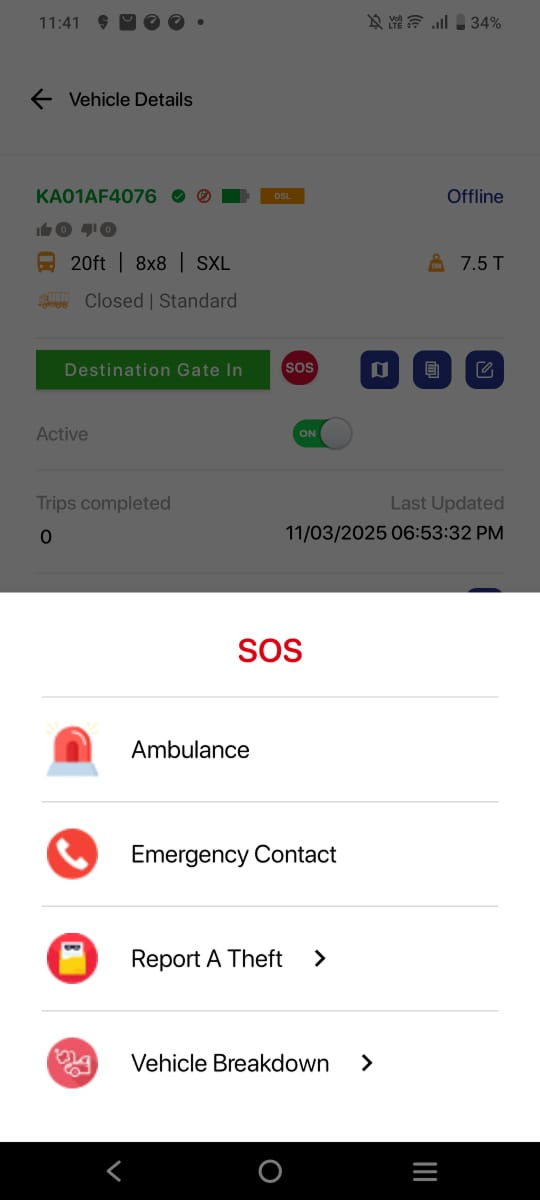 11:41 VoI LTE 34%
Vehicle Details
KA01AF4076 DSL Offline
0 0
20ft | 8x8 | SXL 7.5 T
Closed | Standard
Destination Gate In SOS
Active ON
Trips completed Last Updated
0 11/03/2025 06:53:32 PM
SOS
Ambulance
Emergency Contact
Report A Theft
Vehicle Breakdown